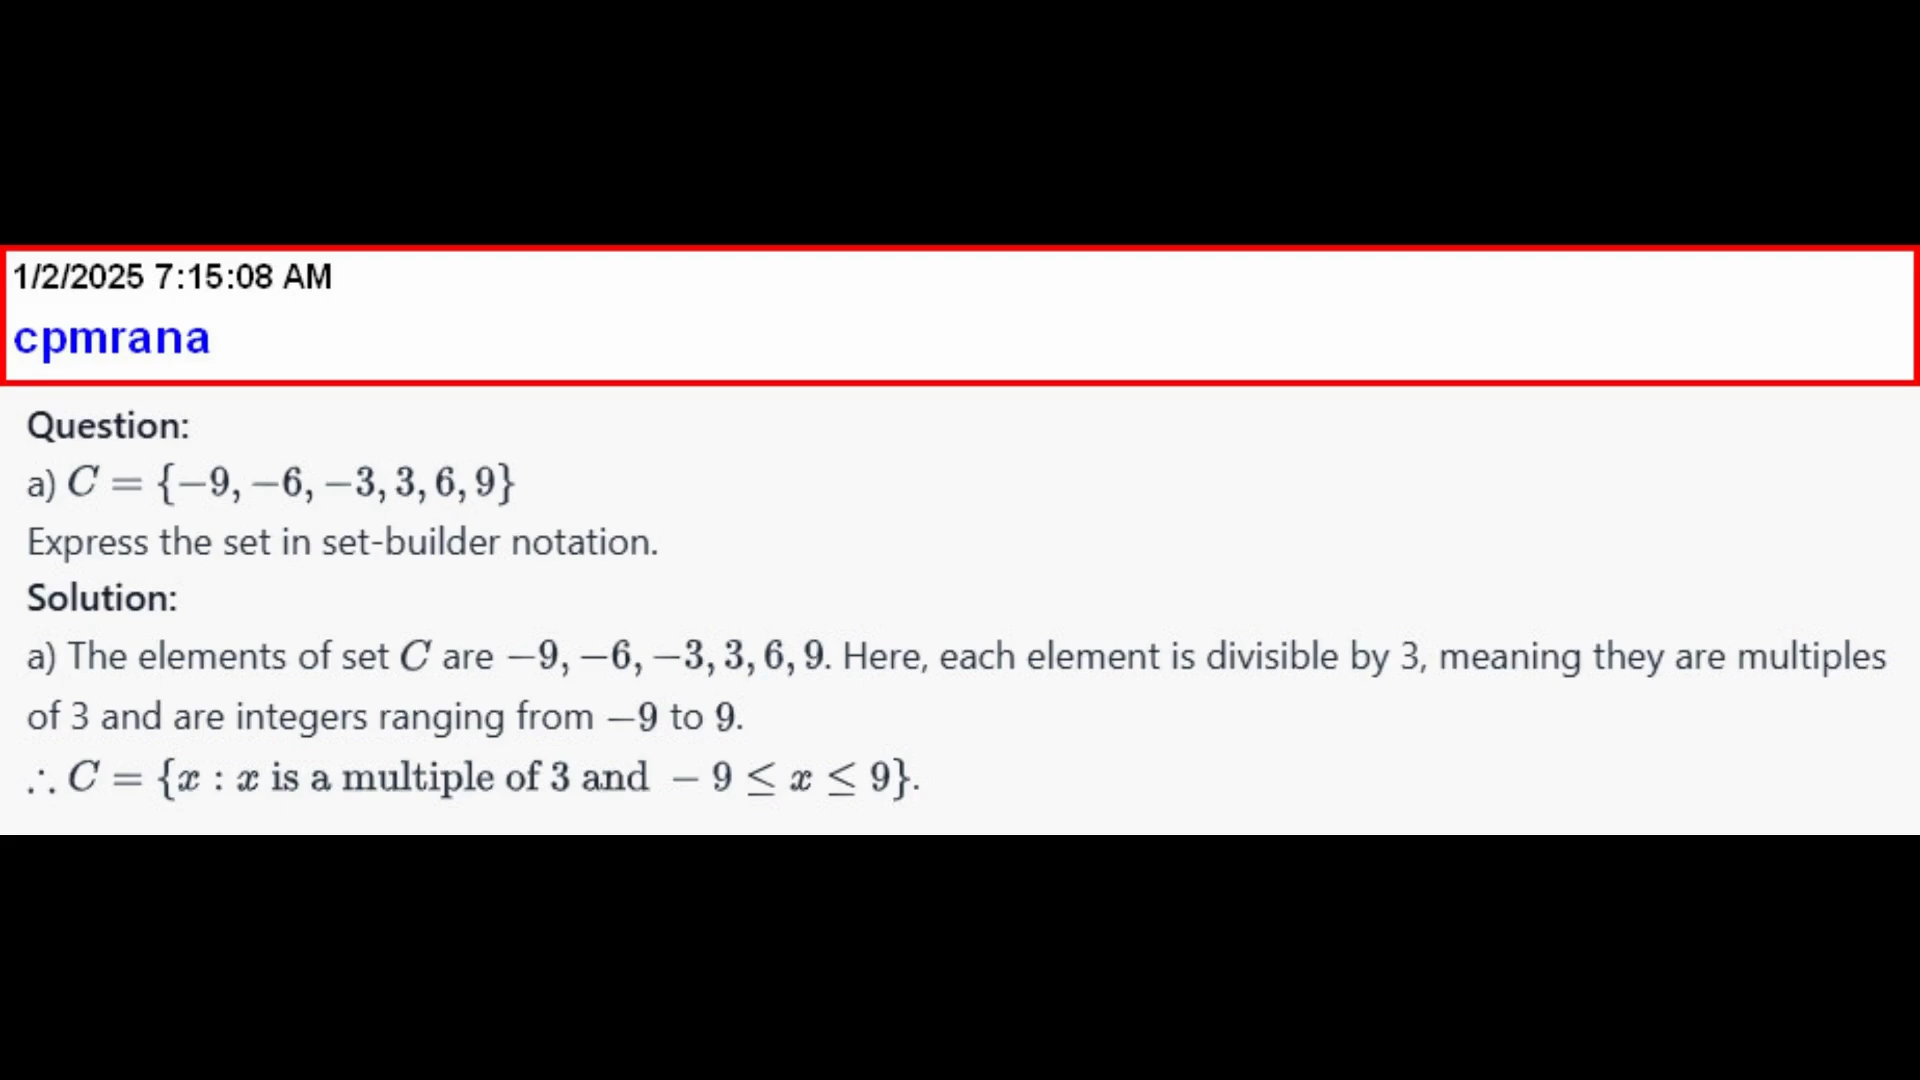 1/2/2025 7:15:08 AM
cpmrana
Question:
a) C = {−9, −6, −3, 3, 6, 9}
Express the set in set-builder notation.
Solution:
a) The elements of set C are −9, −6, −3, 3, 6, 9. Here, each element is divisible by 3, meaning they are multiples
of 3 and are integers ranging from −9 to 9.
∴ C = {x : x is a multiple of 3 and − 9 ≤ x ≤ 9}.